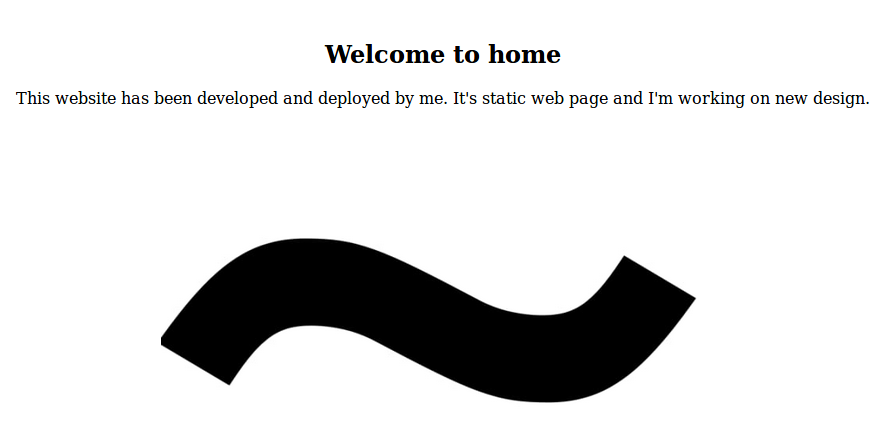 Welcome to home
This website has been developed and deployed by me. It's static web page and I'm working on new design.
~